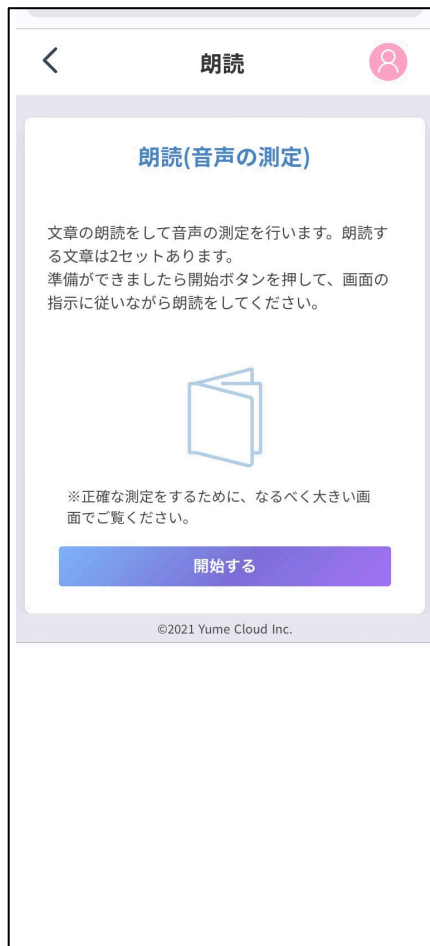 朗読
朗読(音声の測定)
文章の朗読をして音声の測定を行います。朗読す
る文章は2セットあります。
準備ができましたら開始ボタンを押して、画面の
指示に従いながら朗読をしてください。
※正確な測定をするために、なるべく大きい画
面でご覧ください。
開始する
©2021 Yume Cloud Inc.